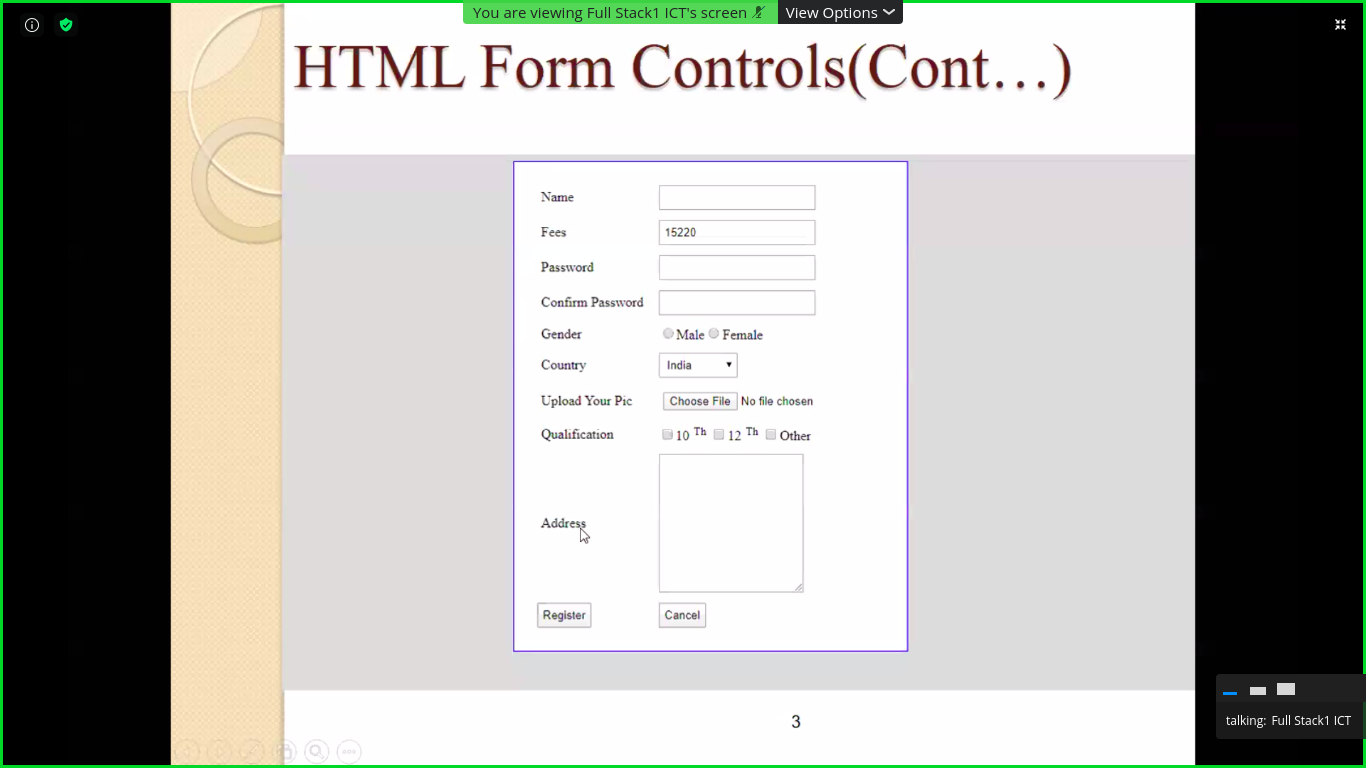 You are viewing Full Stack1 ICT's screen
View Options
HTML Form Controls(Cont…)
Name
Fees 15220
Password
Confirm Password
Gender Male Female
Country India
Upload Your Pic Choose File No file chosen
Qualification 10 Th 12 Th Other
Address
Register Cancel
3
talking: Full Stack1 ICT